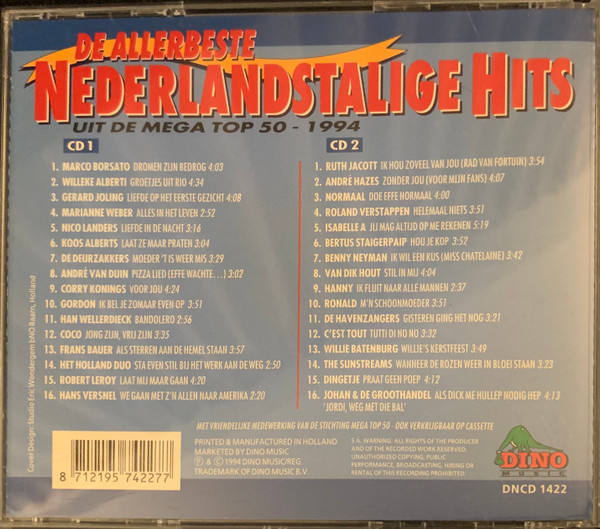 DE ALLERBESTE
NEDERLANDSTALIGE HITS
UIT DE MEGA TOP 50 - 1994
CD 1
1. MARCO BORSATO DROMEN ZIJN BEDROG 4:03
2. WILLEKE ALBERTI GROETJES UIT RIO 4:34
3. GERARD JOLING LIEFDE OP HET EERSTE GEZICHT 4:08
4. MARIANNE WEBER ALLES IN HET LEVEN 2:52
5. NICO LANDERS LIEFDE IN DE NACHT 3:16
6. KOOS ALBERTS LAAT ZE MAAR PRATEN 3:04
7. DE DEURZAKKERS MOEDER 'T IS WEER MIS 3:29
8. ANDRÉ VAN DUIN PIZZA LIED (EFFE WACHTE...) 3:02
9. CORRY KONINGS VOOR JOU 4:24
10. GORDON IK BEL JE ZOMAAR EVEN OP 3:51
11. HAN WELLERDIECK BANDOLERO 2:56
12. COCO JONG ZIJN, VRIJ ZIJN 3:35
13. FRANS BAUER ALS STERREN AAN DE HEMEL STAAN 3:57
14. HET HOLLAND DUO STA EVEN STIL BIJ HET WERK AAN DE WEG 2:50
15. ROBERT LEROY LAAT MIJ MAAR GAAN 4:20
16. HANS VERSNEL WE GAAN MET Z'N ALLEN NAAR AMERIKA 2:20
CD 2
1. RUTH JACOTT IK HOU ZOVEEL VAN JOU (RAD VAN FORTUIN) 3:54
2. ANDRÉ HAZES ZONDER JOU (VOOR MIJN FANS) 4:07
3. NORMAAL DOE EFFE NORMAAL 4:00
4. ROLAND VERSTAPPEN HELEMAAL NIETS 3:51
5. ISABELLE A JIJ MAG ALTIJD OP ME REKENEN 5:19
6. BERTUS STAIGERPAIP HOU JE KOP 3:52
7. BENNY NEYMAN IK WIL EEN KUS (MISS CHATELAINE) 3:42
8. VAN DIK HOUT STIL IN MIJ 4:04
9. HANNY IK FLUIT NAAR ALLE MANNEN 2:37
10. RONALD M'N SCHOONMOEDER 3:51
11. DE HAVENZANGERS GISTEREN GING HET NOG 3:21
12. C'EST TOUT TUTTI DI NO NO 3:32
13. WILLIE BATENBURG WILLIE'S KERSTFEEST 3:49
14. THE SUNSTREAMS WANNEER DE ROZEN WEER IN BLOEI STAAN 3:23
15. DINGETJE PRAAT GEEN POEP 4:12
16. JOHAN & DE GROOTHANDEL ALS DICK ME HULLEP NODIG HEP 4:13
'JORDI, WEG MET DIE BAL'
MET VRIENDELIJKE MEDEWERKING VAN DE STICHTING MEGA TOP 50 - OOK VERKRIJGBAAR OP CASSETTE
PRINTED & MANUFACTURED IN HOLLAND
MARKETED BY DINO MUSIC
Ⓟ & © 1994 DINO MUSIC/REG.
TRADEMARK OF DINO MUSIC B.V.
S.A. WARNING: ALL RIGHTS OF THE PRODUCER
AND OF THE RECORDED WORK RESERVED.
UNAUTHORIZED COPYING, PUBLIC
PERFORMANCE, BROADCASTING, HIRING OR
RENTAL OF THIS RECORDING PROHIBITED!
DINO
MUSIC
DNCD 1422
8 712195 742277
Cover Design: Studio Eric Wondergem bNO Baarn, Holland